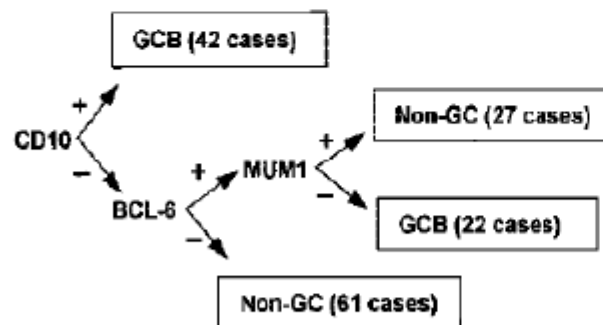 GCB (42 cases)
+
CD10
−
Non-GC (27 cases)
+
+
MUM1
−
BCL-6
−
GCB (22 cases)
Non-GC (61 cases)